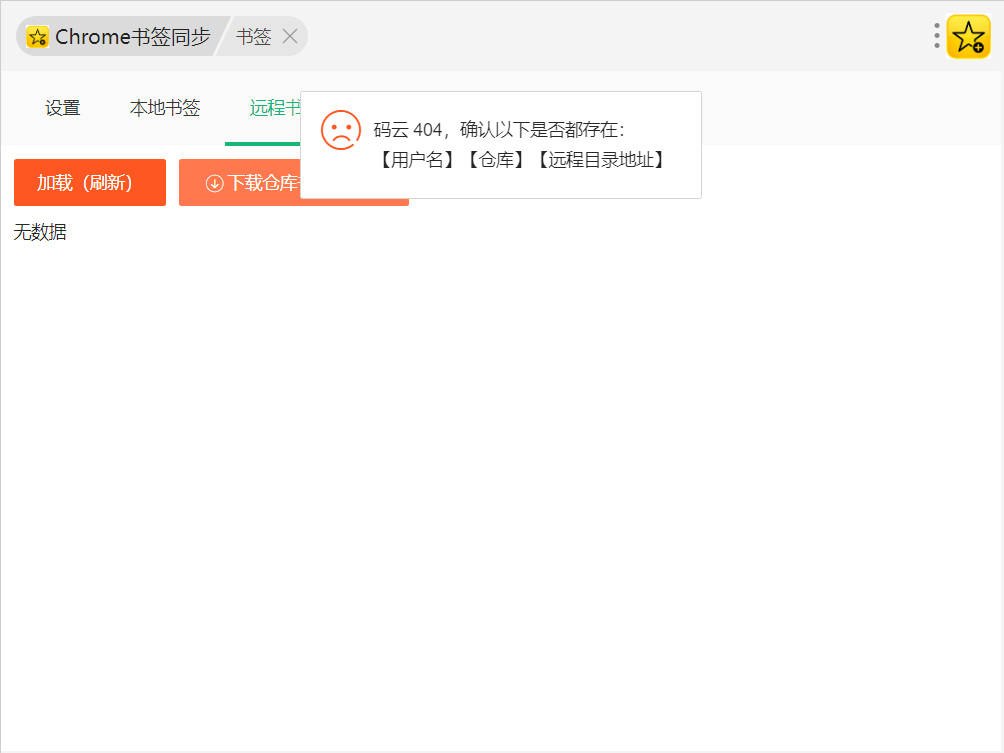 Chrome书签同步 书签
设置 本地书签 远程书
码云 404，确认以下是否都存在：
【用户名】【仓库】【远程目录地址】
加载（刷新） 下载仓库
无数据